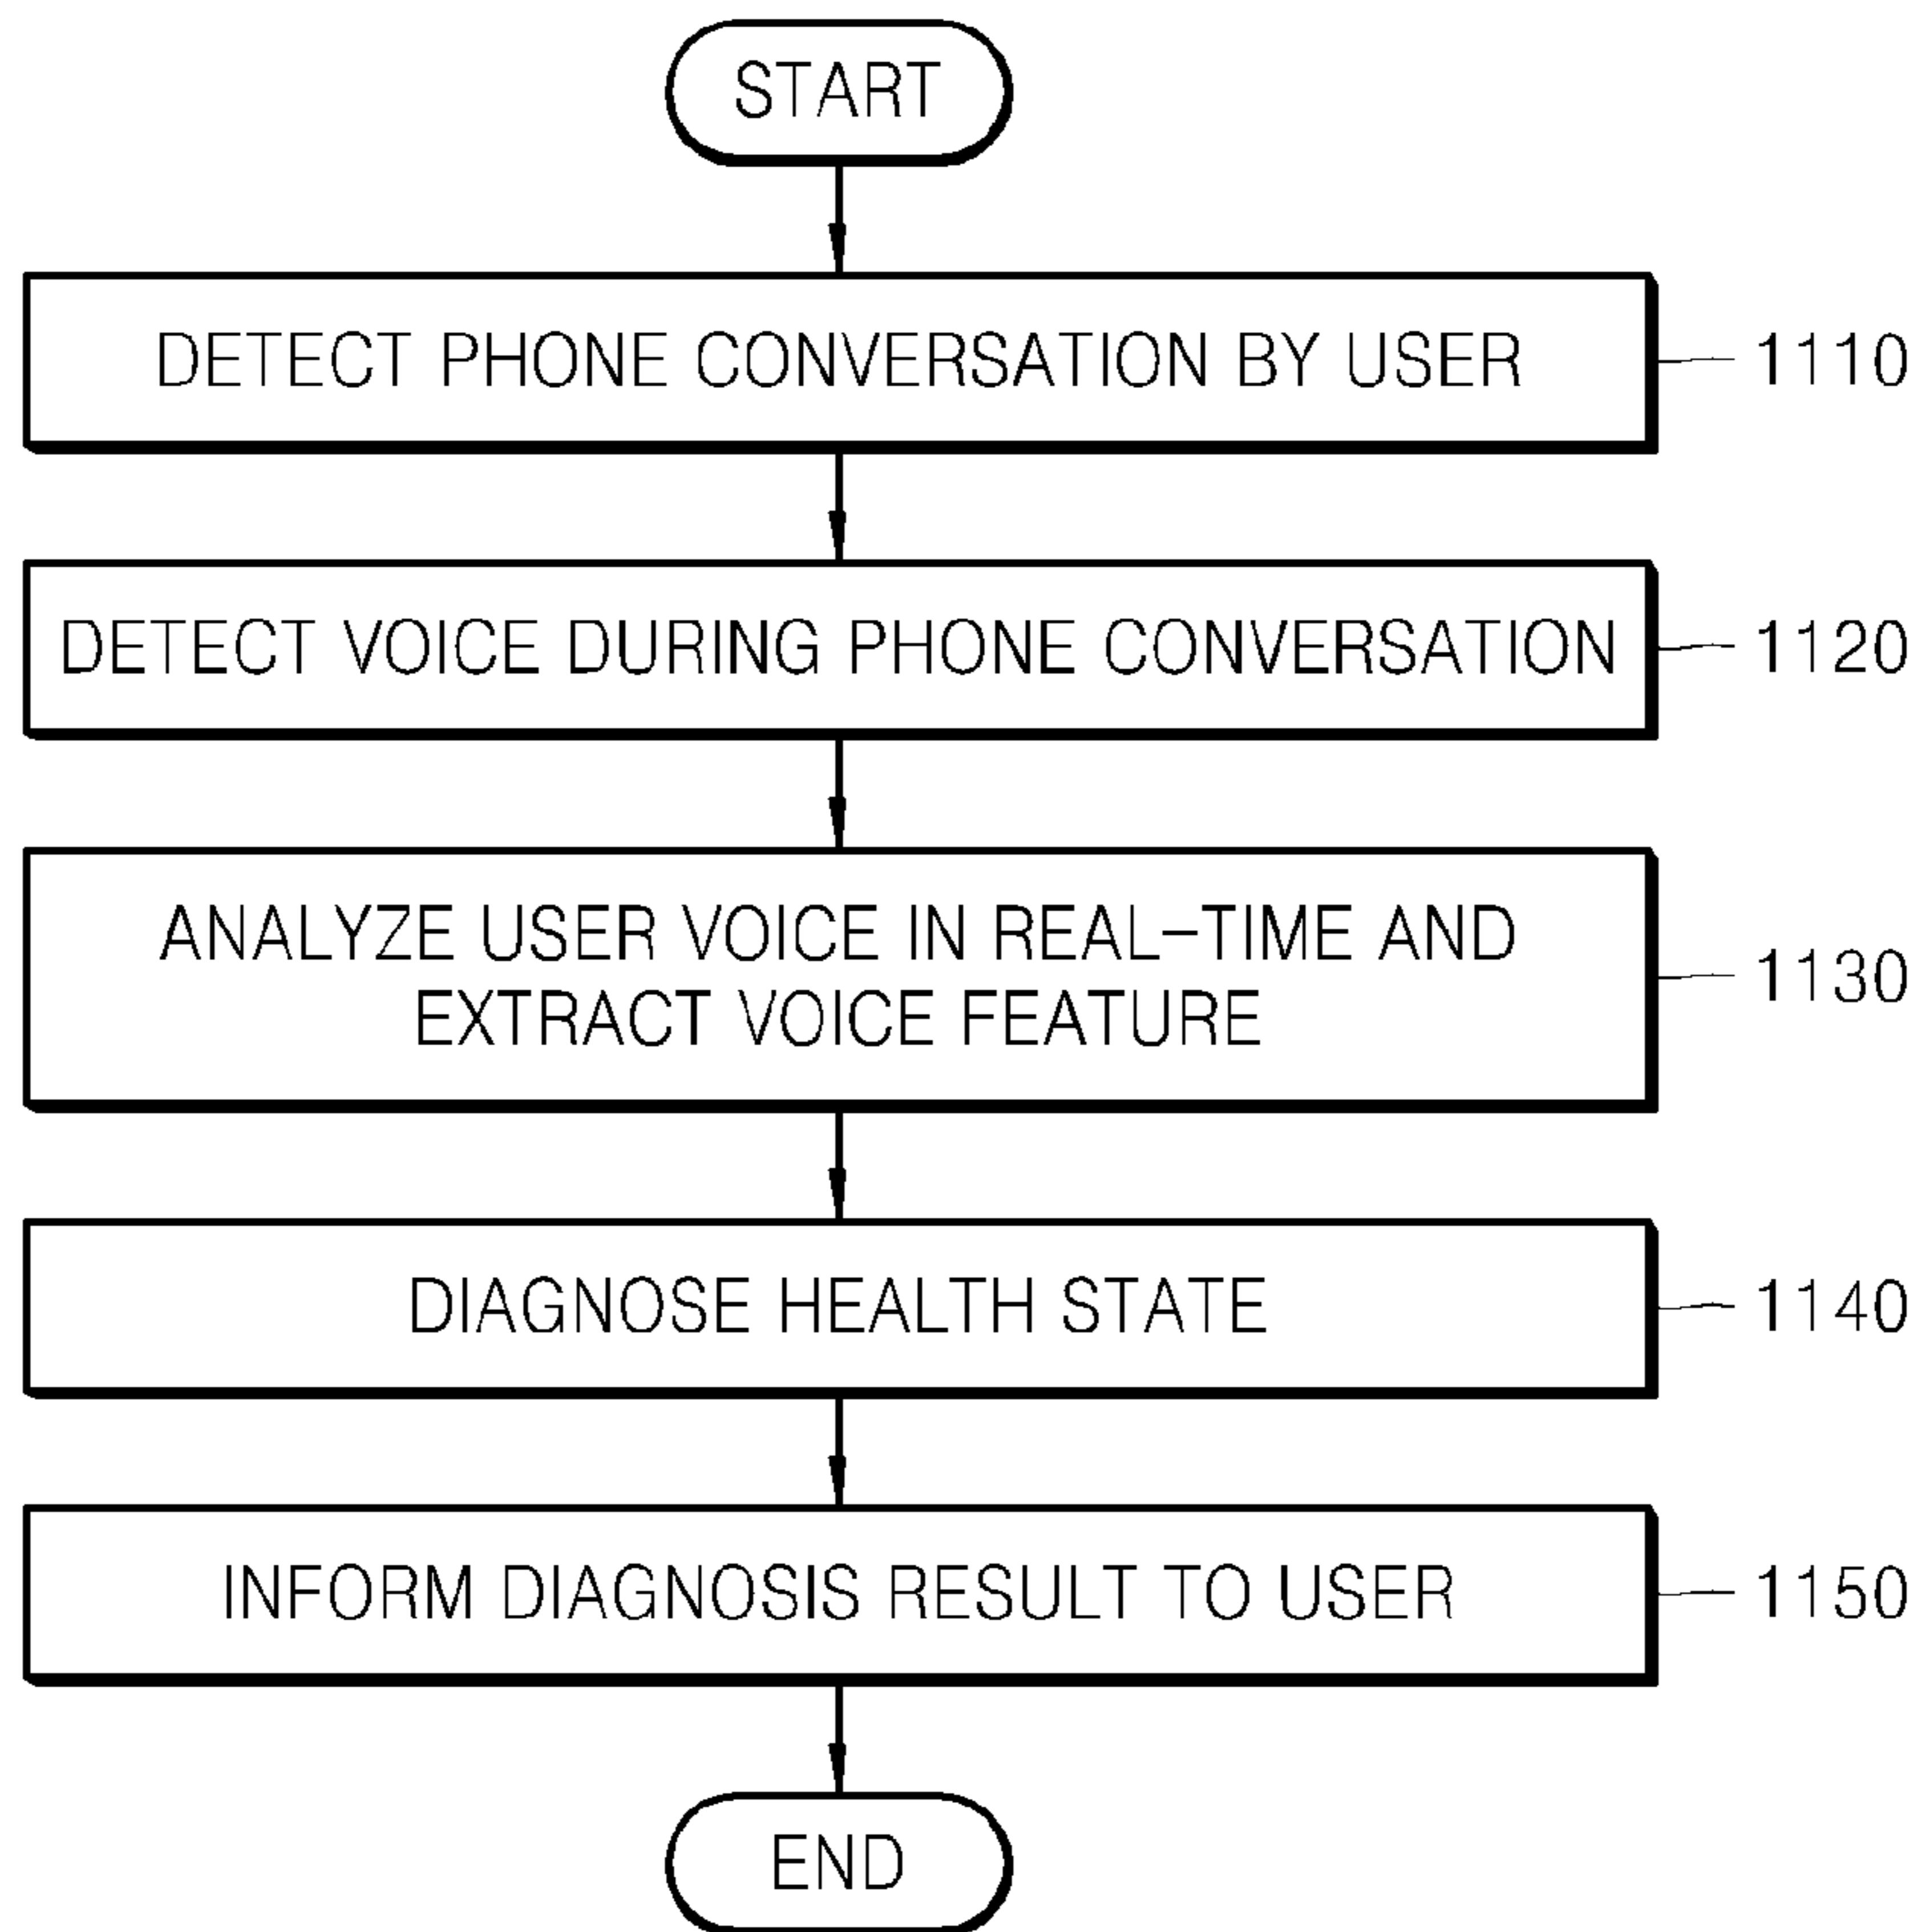 START
DETECT PHONE CONVERSATION BY USER
1110
DETECT VOICE DURING PHONE CONVERSATION
1120
ANALYZE USER VOICE IN REAL-TIME AND
EXTRACT VOICE FEATURE
1130
DIAGNOSE HEALTH STATE
1140
INFORM DIAGNOSIS RESULT TO USER
1150
END